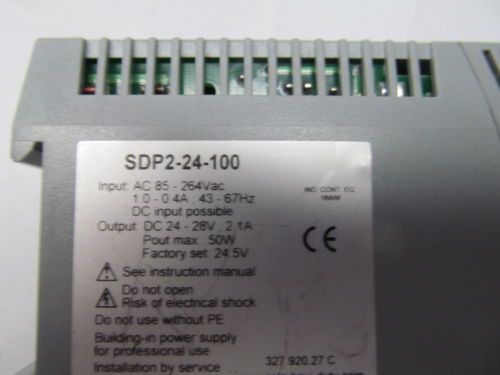 SDP2-24-100
Input: AC 85 - 264Vac
1.0 - 0.4A ; 43 - 67Hz
DC input possible
Output: DC 24 - 28V ; 2.1A
Pout max.: 50W
Factory set: 24.5V
IND. CONT. EQ.
18WM
CE
See instruction manual
Do not open
Risk of electrical shock
Do not use without PE
Building-in power supply
for professional use
Installation by service
327 920.27 C